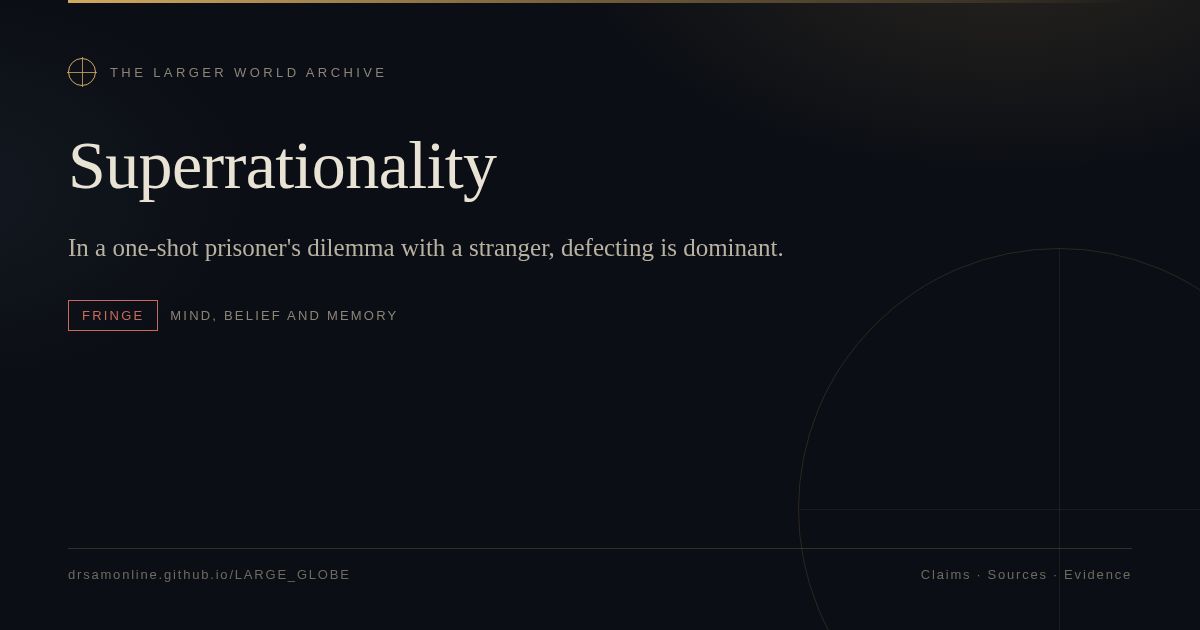 THE LARGER WORLD ARCHIVE
Superrationality
In a one-shot prisoner's dilemma with a stranger, defecting is dominant.
FRINGE MIND, BELIEF AND MEMORY
drsamonline.github.io/LARGE_GLOBE Claims · Sources · Evidence